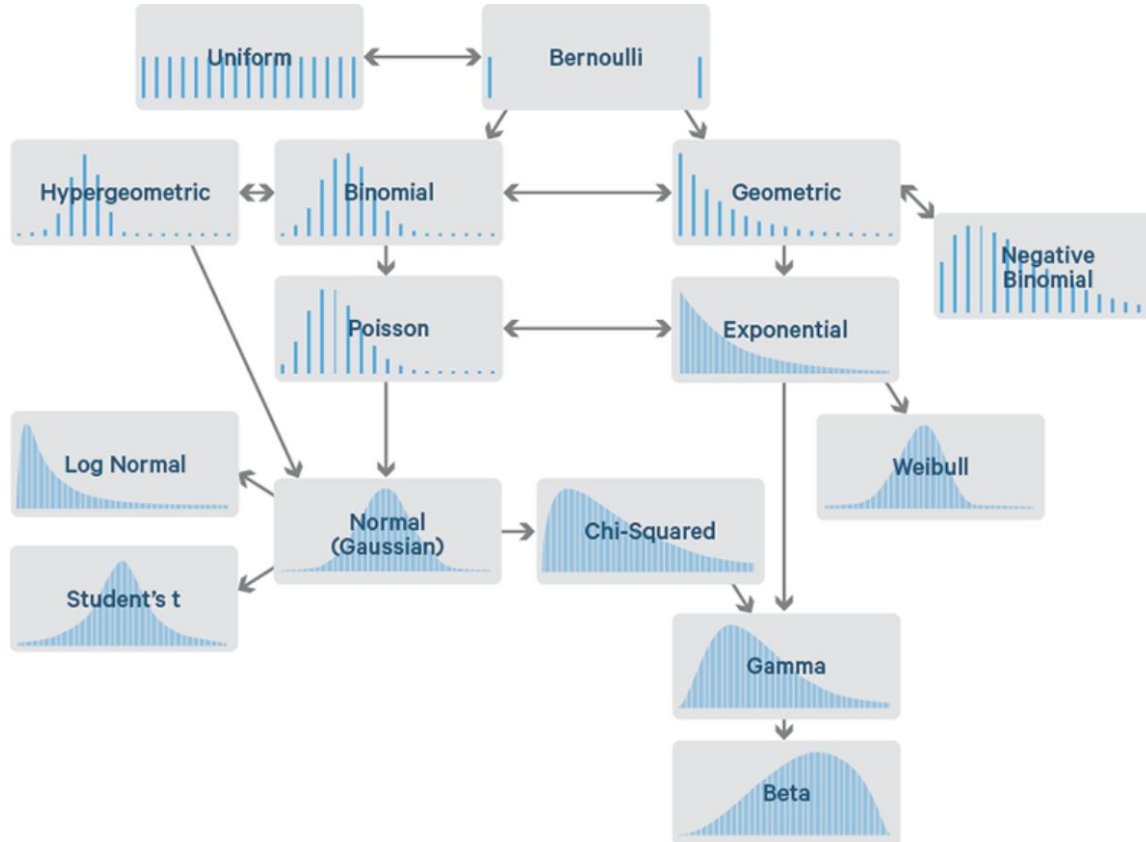 Uniform
Bernoulli
Hypergeometric
Binomial
Geometric
Negative
Binomial
Poisson
Exponential
Log Normal
Weibull
Normal
(Gaussian)
Chi-Squared
Student's t
Gamma
Beta